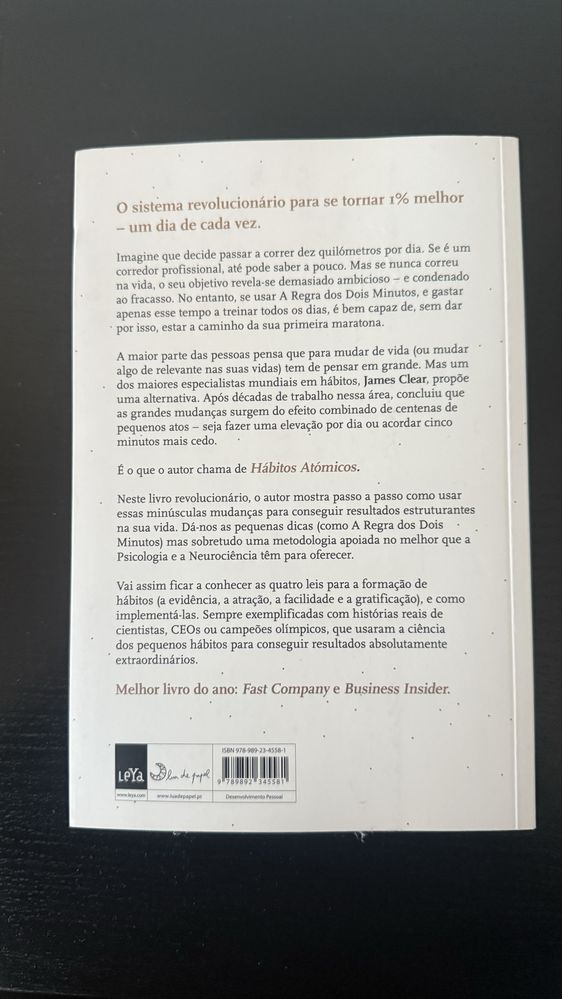 O sistema revolucionário para se tornar 1% melhor
– um dia de cada vez.
Imagine que decide passar a correr dez quilómetros por dia. Se é um
corredor profissional, até pode saber a pouco. Mas se nunca correu
na vida, o seu objetivo revela-se demasiado ambicioso – e condenado
ao fracasso. No entanto, se usar A Regra dos Dois Minutos, e gastar
apenas esse tempo a treinar todos os dias, é bem capaz de, sem dar
por isso, estar a caminho da sua primeira maratona.
A maior parte das pessoas pensa que para mudar de vida (ou mudar
algo de relevante nas suas vidas) tem de pensar em grande. Mas um
dos maiores especialistas mundiais em hábitos, James Clear, propõe
uma alternativa. Após décadas de trabalho nessa área, concluiu que
as grandes mudanças surgem do efeito combinado de centenas de
pequenos atos – seja fazer uma elevação por dia ou acordar cinco
minutos mais cedo.
É o que o autor chama de Hábitos Atómicos.
Neste livro revolucionário, o autor mostra passo a passo como usar
essas minúsculas mudanças para conseguir resultados estruturantes
na sua vida. Dá-nos as pequenas dicas (como A Regra dos Dois
Minutos) mas sobretudo uma metodologia apoiada no melhor que a
Psicologia e a Neurociência têm para oferecer.
Vai assim ficar a conhecer as quatro leis para a formação de
hábitos (a evidência, a atração, a facilidade e a gratificação), e como
implementá-las. Sempre exemplificadas com histórias reais de
cientistas, CEOs ou campeões olímpicos, que usaram a ciência
dos pequenos hábitos para conseguir resultados absolutamente
extraordinários.
Melhor livro do ano: Fast Company e Business Insider.
ISBN 978-989-23-4558-1
LeYa
lua de papel
9 789892 345581
www.leya.com
www.luadepapel.pt
Desenvolvimento Pessoal